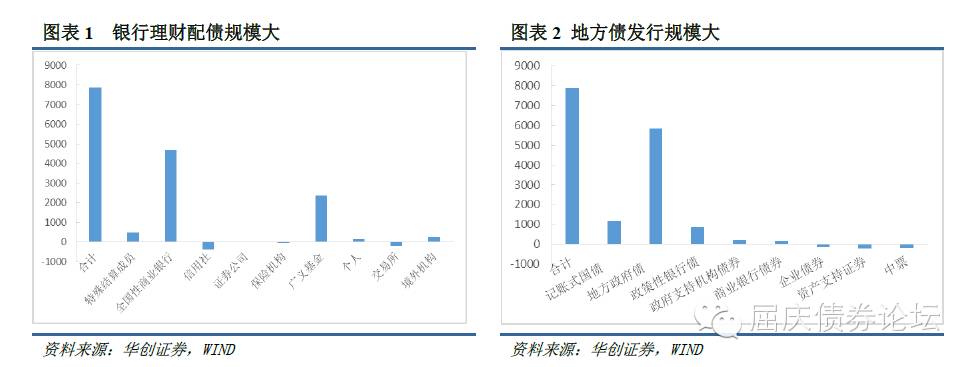 图表 1 银行理财配债规模大
9000
8000
7000
6000
5000
4000
3000
2000
1000
0
-1000
合计
特殊结算成员
全国性商业银行
信用社
证券公司
保险机构
广义基金
个人
交易所
境外机构
资料来源：华创证券，WIND
图表 2 地方债发行规模大
9000
8000
7000
6000
5000
4000
3000
2000
1000
0
-1000
合计
记账式国债
地方政府债
政策性银行债
政府支持机构债券
商业银行债券
企业债券
资产支持证券
中票
屈庆债券论坛
资料来源：华创证券，WIND